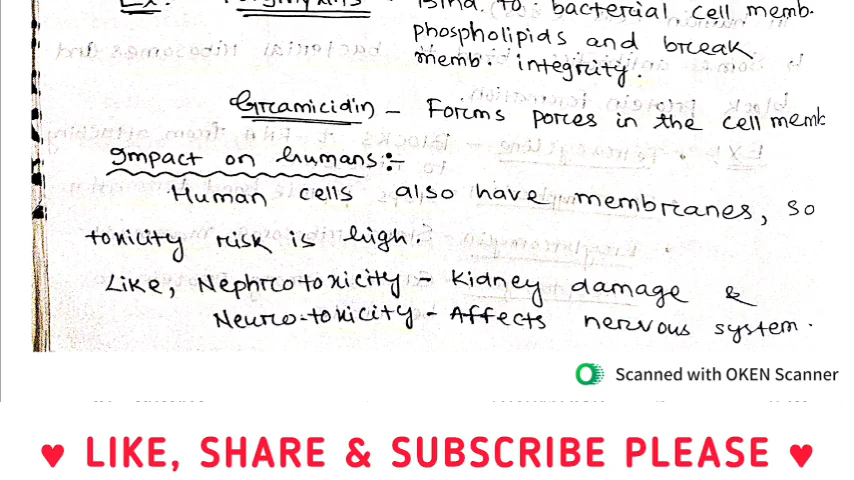 Bind to bacterial cell memb.
phospholipids and break
memb. integrity.
Gramicidin – Forms pores in the cell memb
Impact on humans :-
Human cells also have membranes, so
toxicity risk is high.
Like, Nephrotoxicity – Kidney damage &
Neuro-toxicity – Affects nervous system.
Scanned with OKEN Scanner
♥ LIKE, SHARE & SUBSCRIBE PLEASE ♥